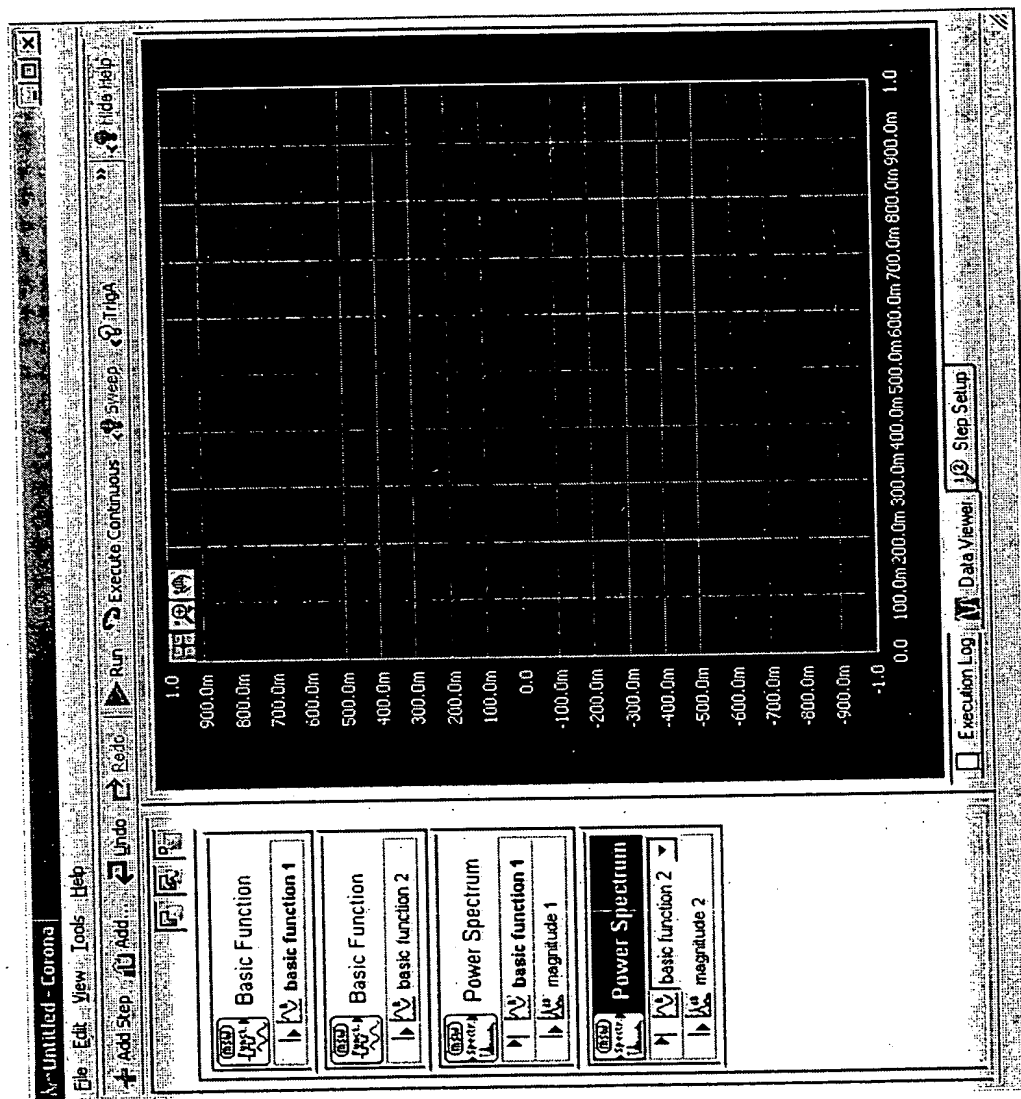 Untitled - Corona
File Edit View Tools Help
Add Step Add... Undo Redo Run Execute Continuous Sweep TrigA » Hide Help
Basic Function
basic function 1
Basic Function
basic function 2
Power Spectrum
basic function 1
magnitude 1
Power Spectrum
basic function 2
magnitude 2
1.0
900.0m
800.0m
700.0m
600.0m
500.0m
400.0m
300.0m
200.0m
100.0m
0.0
-100.0m
-200.0m
-300.0m
-400.0m
-500.0m
-600.0m
-700.0m
-800.0m
-900.0m
-1.0
0.0 100.0m 200.0m 300.0m 400.0m 500.0m 600.0m 700.0m 800.0m 900.0m 1.0
Execution Log Data Viewer Step Setup